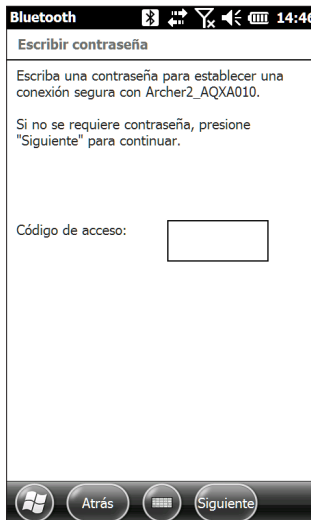 Bluetooth 14:46
Escribir contraseña
Escriba una contraseña para establecer una
conexión segura con Archer2_AQXA010.
Si no se requiere contraseña, presione
"Siguiente" para continuar.
Código de acceso:
Atrás Siguiente